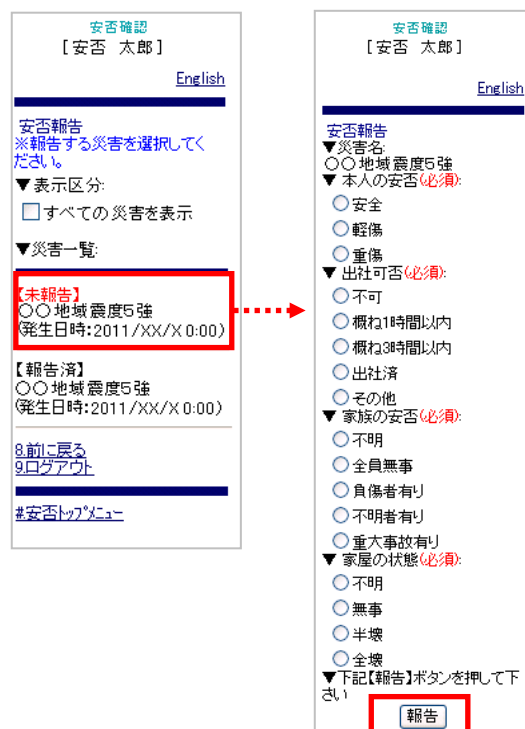 安否確認
[安否 太郎]
English
安否報告
※報告する災害を選択してく
ださい。
▼表示区分:
すべての災害を表示
▼災害一覧:
【未報告】
〇〇地域震度5強
(発生日時:2011/XX/X 0:00)
【報告済】
〇〇地域震度5強
(発生日時:2011/XX/X 0:00)
8.前に戻る
9.ログアウト
#.安否トップメニュー
安否確認
[安否 太郎]
English
安否報告
▼災害名:
〇〇地域震度5強
▼ 本人の安否(必須):
安全
軽傷
重傷
▼ 出社可否(必須):
不可
概ね1時間以内
概ね3時間以内
出社済
その他
▼ 家族の安否(必須):
不明
全員無事
負傷者有り
不明者有り
重大事故有り
▼ 家屋の状態(必須):
不明
無事
半壊
全壊
▼下記【報告】ボタンを押して下
さい
報告